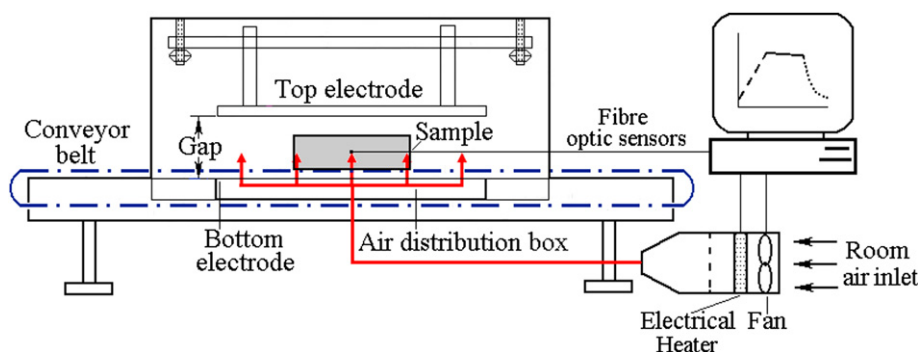 Top electrode
Conveyor
belt
Gap
Sample
Fibre
optic sensors
Bottom
electrode
Air distribution box
Room
air inlet
Electrical
Heater
Fan